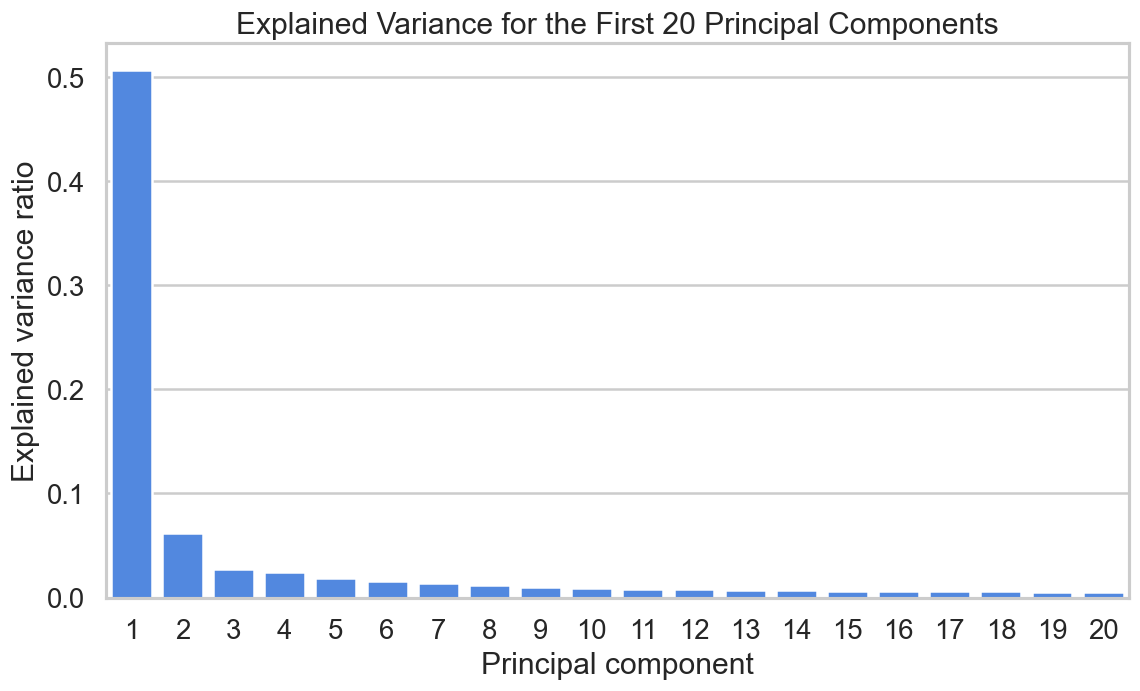 Explained Variance for the First 20 Principal Components
Explained variance ratio
0.5
0.4
0.3
0.2
0.1
0.0
1 2 3 4 5 6 7 8 9 10 11 12 13 14 15 16 17 18 19 20
Principal component